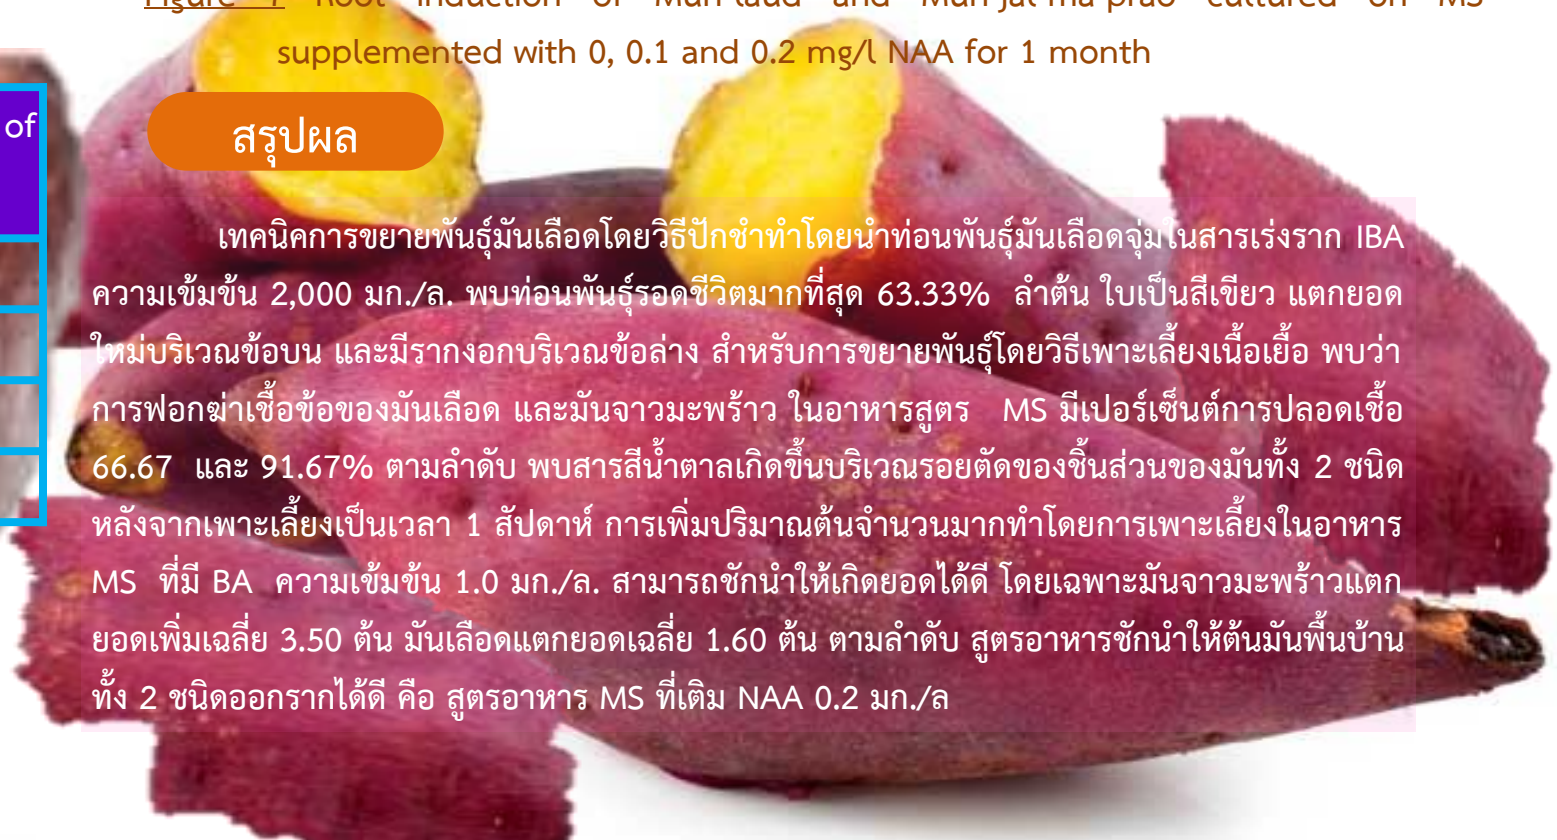 supplemented with 0, 0.1 and 0.2 mg/l NAA for 1 month
of
สรุปผล
เทคนิคการขยายพันธุ์มันเลือดโดยวิธีปักชำทำโดยนำท่อนพันธุ์มันเลือดจุ่มในสารเร่งราก IBA
ความเข้มข้น 2,000 มก./ล. พบท่อนพันธุ์รอดชีวิตมากที่สุด 63.33% ลำต้น ใบเป็นสีเขียว แตกยอด
ใหม่บริเวณข้อบน และมีรากงอกบริเวณข้อล่าง สำหรับการขยายพันธุ์โดยวิธีเพาะเลี้ยงเนื้อเยื่อ พบว่า
การฟอกฆ่าเชื้อข้อของมันเลือด และมันจาวมะพร้าว ในอาหารสูตร MS มีเปอร์เซ็นต์การปลอดเชื้อ
66.67 และ 91.67% ตามลำดับ พบสารสีน้ำตาลเกิดขึ้นบริเวณรอยตัดของชิ้นส่วนของมันทั้ง 2 ชนิด
หลังจากเพาะเลี้ยงเป็นเวลา 1 สัปดาห์ การเพิ่มปริมาณต้นจำนวนมากทำโดยการเพาะเลี้ยงในอาหาร
MS ที่มี BA ความเข้มข้น 1.0 มก./ล. สามารถชักนำให้เกิดยอดได้ดี โดยเฉพาะมันจาวมะพร้าวแตก
ยอดเพิ่มเฉลี่ย 3.50 ต้น มันเลือดแตกยอดเฉลี่ย 1.60 ต้น ตามลำดับ สูตรอาหารชักนำให้ต้นมันพื้นบ้าน
ทั้ง 2 ชนิดออกรากได้ดี คือ สูตรอาหาร MS ที่เติม NAA 0.2 มก./ล